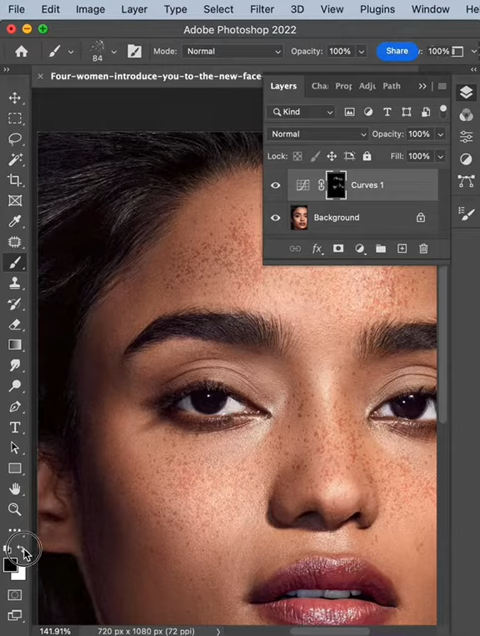 File Edit Image Layer Type Select Filter 3D View Plugins Window He
Adobe Photoshop 2022
84 Mode: Normal Opacity: 100% Share : 100%
× Four-women-introduce-you-to-the-new-face
Layers Cha Prop Adju Path
Kind
Normal Opacity: 100%
Lock: Fill: 100%
Curves 1
Background
fx
T
141.91% 720 px x 1080 px (72 ppi)